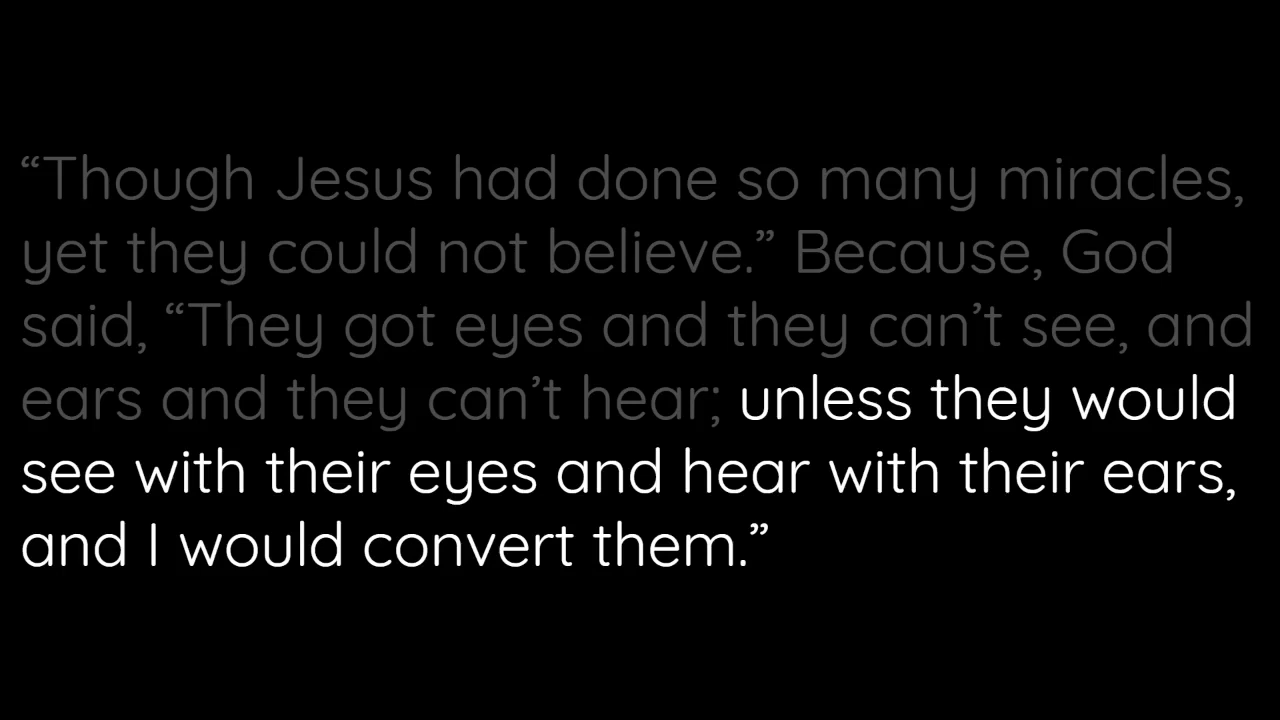 “Though Jesus had done so many miracles,
yet they could not believe.” Because, God
said, “They got eyes and they can’t see, and
ears and they can’t hear; unless they would
see with their eyes and hear with their ears,
and I would convert them.”